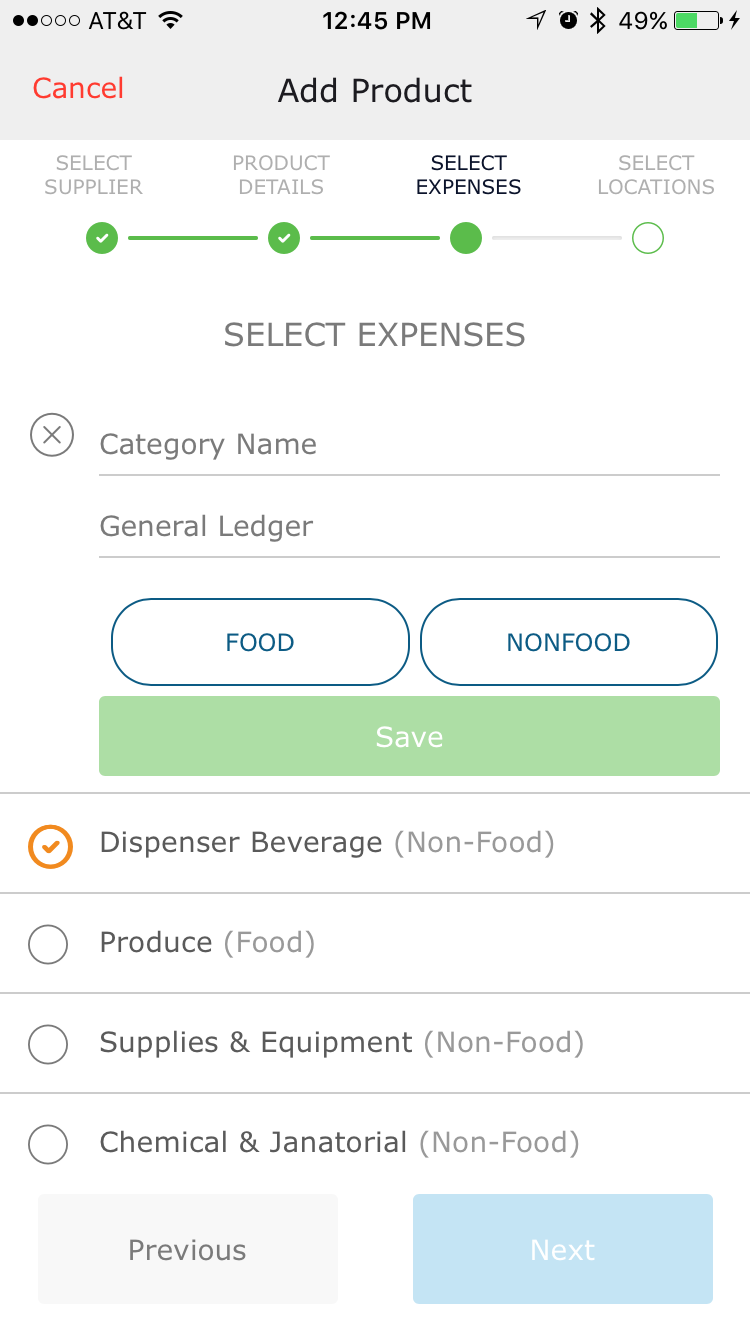 AT&T 12:45 PM 49%
Cancel Add Product
SELECT SUPPLIER
PRODUCT DETAILS
SELECT EXPENSES
SELECT LOCATIONS
SELECT EXPENSES
Category Name
General Ledger
FOOD NONFOOD
Save
Dispenser Beverage (Non-Food)
Produce (Food)
Supplies & Equipment (Non-Food)
Chemical & Janatorial (Non-Food)
Previous Next